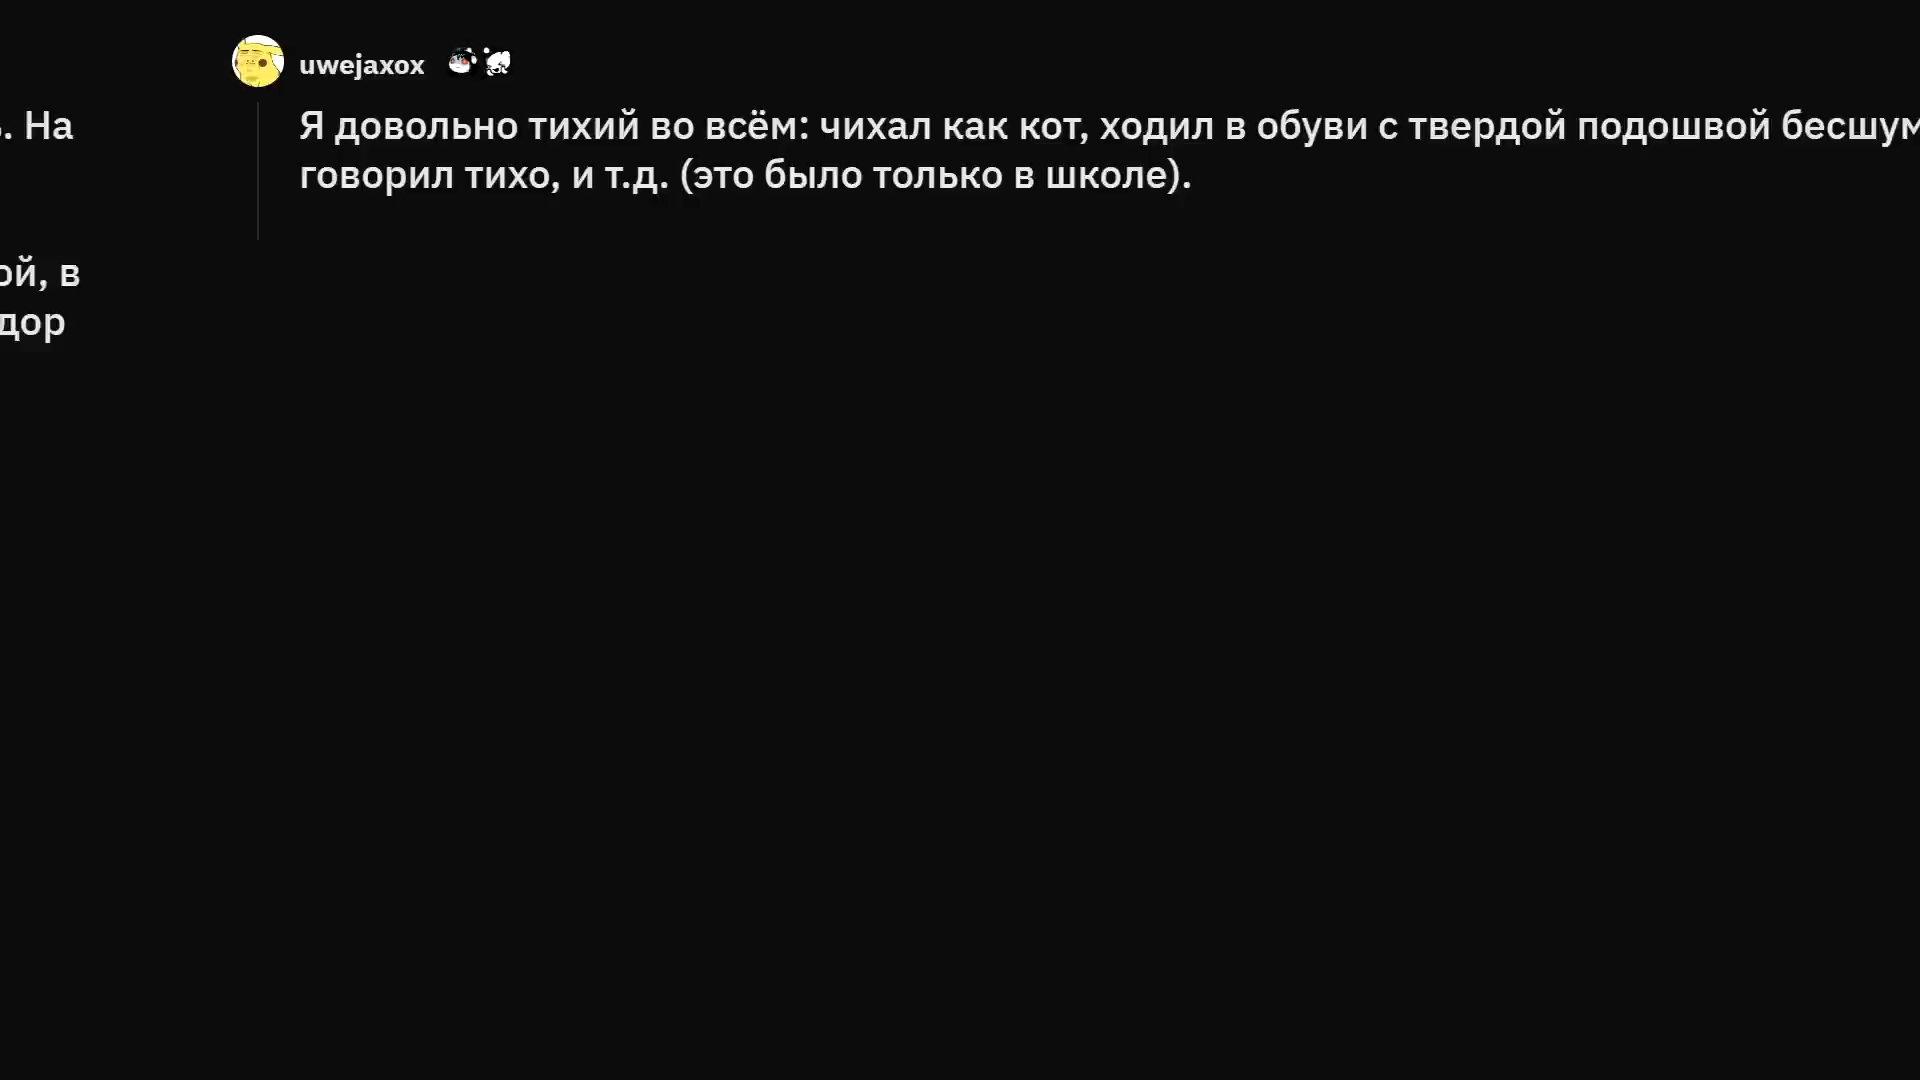 uwejaxox
Я довольно тихий во всём: чихал как кот, ходил в обуви с твердой подошвой бесшум
говорил тихо, и т.д. (это было только в школе).
. На
ой, в
дор